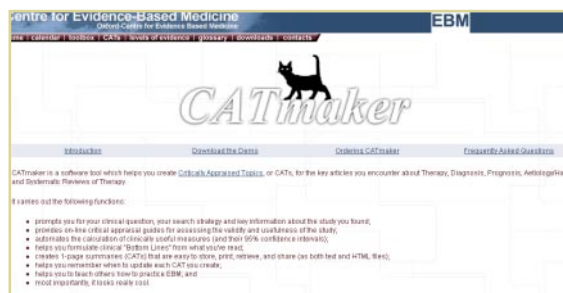 entre for Evidence-Based Medicine
Oxford-Centre for Evidence Based Medicine
EBM
me | calendar | toolbox | CATs | levels of evidence | glossary | downloads | contacts
CATmaker
Introduction Download the Demo Ordering CATmaker Frequently Asked Questions
CATmaker is a software tool which helps you create Critically Appraised Topics, or CATs, for the key articles you encounter about Therapy, Diagnosis, Prognosis, Aetiology/Ha
and Systematic Reviews of Therapy.
It carries out the following functions:
prompts you for your clinical question, your search strategy and key information about the study you found;
provides on-line critical appraisal guides for assessing the validity and usefulness of the study;
automates the calculation of clinically useful measures (and their 95% confidence intervals);
helps you formulate clinical "Bottom Lines" from what you've read;
creates 1-page summaries (CATs) that are easy to store, print, retrieve, and share (as both text and HTML files);
helps you remember when to update each CAT you create;
helps you to teach others how to practice EBM; and
most importantly, it looks really cool.